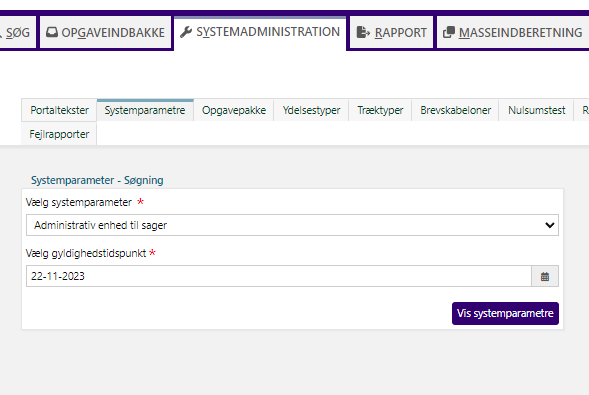 SØG OPGAVEINDBAKKE SYSTEMADMINISTRATION RAPPORT MASSEINDBERETNING
Portaltekster Systemparametre Opgavepakke Ydelsestyper Træktyper Brevskabeloner Nulsumstest R
Fejlrapporter
Systemparameter - Søgning
Vælg systemparameter *
Administrativ enhed til sager
Vælg gyldighedstidspunkt *
22-11-2023
Vis systemparametre